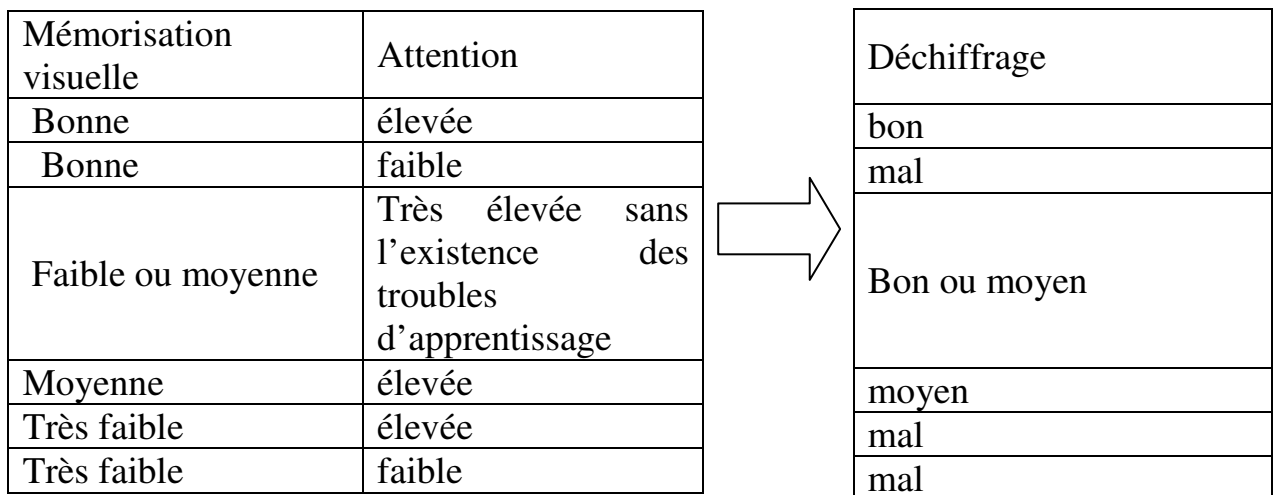 Mémorisation
visuelle
Attention
Déchiffrage
Bonne
élevée
bon
Bonne
faible
mal
Faible ou moyenne
Très élevée sans
l’existence des
troubles
d’apprentissage
Bon ou moyen
Moyenne
élevée
moyen
Très faible
élevée
mal
Très faible
faible
mal